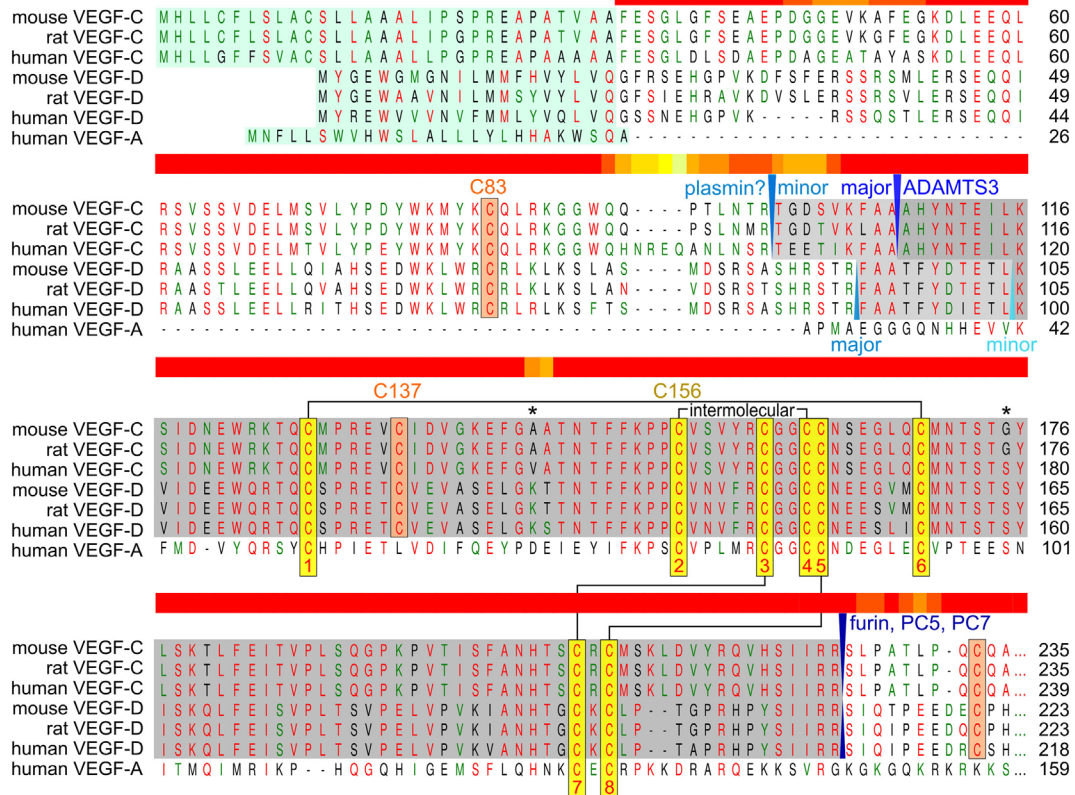 mouse VEGF-C MHLLCFLSLACSLLAAALIPSPREAPATVAAFESGLGFSEAEPDGGEVKAFEGKDLEEQL 60
rat VEGF-C MHLLCFLSLACSLLAAALIPGPREAPATVAAFESGLGFSEAEPDGGEVKGFEGKDLEEQL 60
human VEGF-C MHLLGFFSVACSLLAAALIPGPREAPATVAAFESGLDLSDAEPDAGEATAYASKDLEEQL 60
mouse VEGF-D MYGEWGMGNILMMFHVYLVQGFRSEHGPVKDFSFERSSRSMLERSEQQI 49
rat VEGF-D MYGEWAAVNILMMSYVYLVQGFSIEHRAVKDVSLERSSRSVLERSEQQI 49
human VEGF-D MYREWVVVNVFMMLYVQLVQGSSNEHGPVK-----RSSQSTLERSEQQI 44
human VEGF-A MNFLLSWVHWSLALLLYLHHAKWSQA---------------------------- 26
C83 plasmin? minor major ADAMTS3
mouse VEGF-C RSVSSVDELMSVLYPDYWKMYKCQLRKGGWQQ----PTLNTRTGDSVKFAAAHYNTEILK 116
rat VEGF-C RSVSSVDELMSVLYPDYWKMYKCQLRKGGWQQ----PSLNMRTGDTVKLAAAHYNTEILK 116
human VEGF-C RSVSSVDELMTVLYPEYWKMYKCQLRKGGWQHNREQANLNSRTEETIKFAAAHYNTEILK 120
mouse VEGF-D RAASSLEELLQIAHSEDWKLWRCRLKLKSLAS----MDSRSASHRSTRFAATFYDTETLK 105
rat VEGF-D RAASTLEELLQVAHSEDWKLWRCRLKLKSLAN----VDSRSTSHRSTRFAATFYDTETLK 105
human VEGF-D RAASSLEELLRITHSEDWKLWRCRLRLKSFTS----MDSRSASHRSTRFAATFYDIETLK 100
human VEGF-A --------------------------------------------APMAEGGGQNHHEVVK 42
major minor
C137 C156
* intermolecular *
mouse VEGF-C SIDNEWRKTQCMPREVCIDVGKEFGAATNTFFKPPCVSVYRCGGCCNSEGLQCMNTSTGY 176
rat VEGF-C SIDNEWRKTQCMPREVCIDVGKEFGAATNTFFKPPCVSVYRCGGCCNSEGLQCMNTSTGY 176
human VEGF-C SIDNEWRKTQCMPREVCIDVGKEFGVATNTFFKPPCVSVYRCGGCCNSEGLQCMNTSTSY 180
mouse VEGF-D VIDEEWQRTQCSPRETCVEVASELGKTTNTFFKPPCVNVFRCGGCCNEEGVMCMNTSTSY 165
rat VEGF-D VIDEEWQRTQCSPRETCVEVASELGKTTNTFFKPPCVNVFRCGGCCNEESVMCMNTSTSY 165
human VEGF-D VIDEEWQRTQCSPRETCVEVASELGKSTNTFFKPPCVNVFRCGGCCNEESLICMNTSTSY 160
human VEGF-A FMD-VYQRSYCHPIETLVDIFQEYPDEIEYIFKPSCVPLMRCGGCCNDEGLECVPTEESN 101
1 2 3 4 5 6
furin, PC5, PC7
mouse VEGF-C LSKTLFEITVPLSQGPKPVTISFANHTSCRCMSKLDVYRQVHSIIRRSLPATLP-QCQA... 235
rat VEGF-C LSKTLFEITVPLSQGPKPVTISFANHTSCRCMSKLDVYRQVHSIIRRSLPATLP-QCQA... 235
human VEGF-C LSKTLFEITVPLSQGPKPVTISFANHTSCRCMSKLDVYRQVHSIIRRSLPATLP-QCQA... 239
mouse VEGF-D ISKQLFEISVPLTSVPELVPVKIANHTGCKCLP--TGPRHPYSIIRRSIQTPEEDECPH... 223
rat VEGF-D ISKQLFEISVPLTSVPELVPVKIANHTGCKCLP--TGPRHPYSIIRRSIQIPEEDQCPH... 223
human VEGF-D ISKQLFEISVPLTSVPELVPVKVANHTGCKCLP--TAPRHPYSIIRRSIQIPEEDRCSH... 218
human VEGF-A ITMQIMRIKP--HQGQHIGEMSFLQHNKCECRPKKDRARQEKKSVRGKGKGQKRKRKKS... 159
7 8